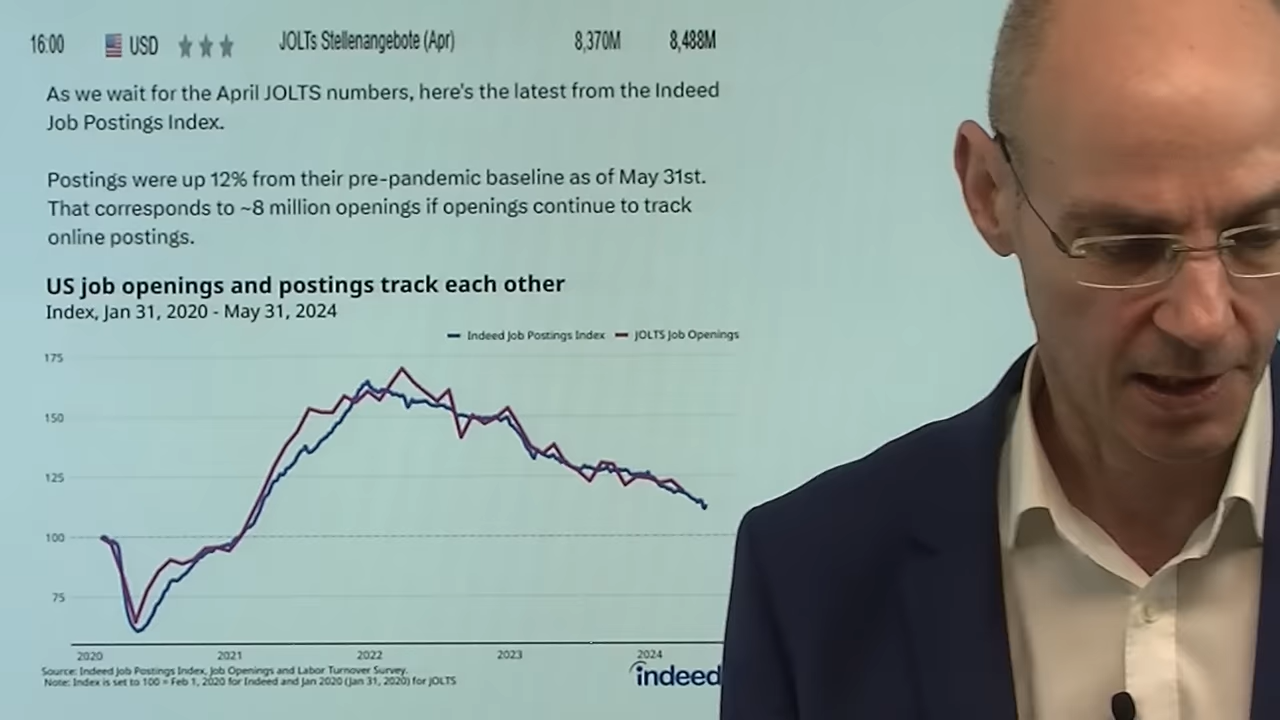 16:00 USD JOLTs Stellenangebote (Apr) 8,370M 8,488M
As we wait for the April JOLTS numbers, here's the latest from the Indeed
Job Postings Index.
Postings were up 12% from their pre-pandemic baseline as of May 31st.
That corresponds to ~8 million openings if openings continue to track
online postings.
US job openings and postings track each other
Index, Jan 31, 2020 - May 31, 2024
Indeed Job Postings Index JOLTS Job Openings
175
150
125
100
75
2020 2021 2022 2023 2024
Source: Indeed Job Postings Index, Job Openings and Labor Turnover Survey.
Note: Index is set to 100 = Feb 1, 2020 for Indeed and Jan 2020 (Jan 31, 2020) for JOLTS
indeed